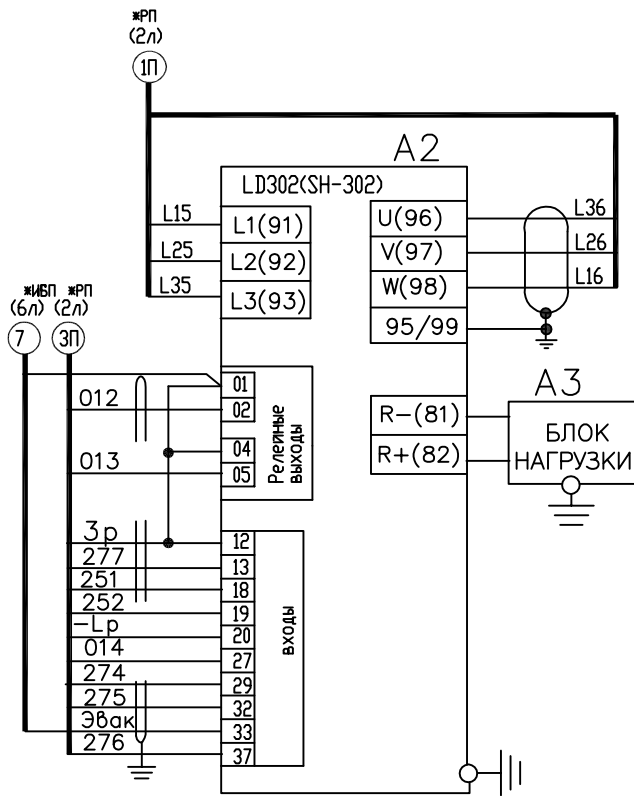 *РП
(2л)
1П
A2
LD302(SH-302)
L15
L1(91)
U(96)
L36
L25
L2(92)
V(97)
L26
L35
L3(93)
W(98)
L16
95/99
*ИБП
*РП
(6л)
(2л)
7
3П
01
012
02
04
013
05
Релейные
выходы
R-(81)
R+(82)
A3
БЛОК
НАГРУЗКИ
3р
12
277
13
251
18
252
19
-Lр
20
014
27
274
29
275
32
Эвак
33
276
37
входы